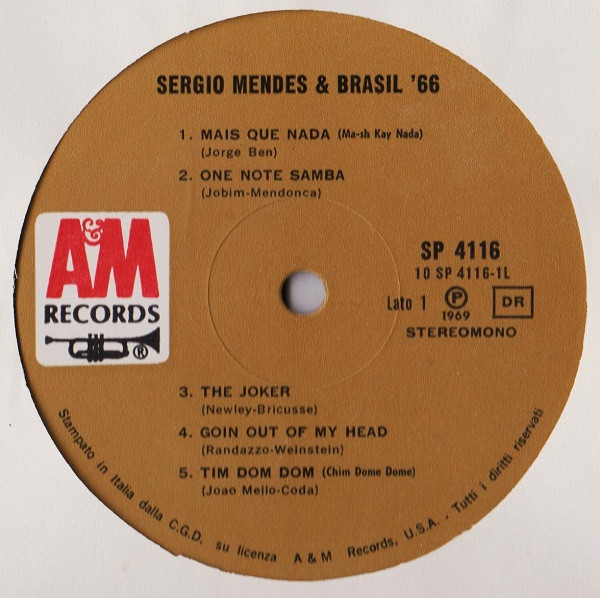 SERGIO MENDES & BRASIL '66
1. MAIS QUE NADA (Ma-sh Kay Nada)
(Jorge Ben)
2. ONE NOTE SAMBA
(Jobim-Mendonca)
A&M
RECORDS
®
SP 4116
10 SP 4116-1L
Lato 1 Ⓟ 1969 DR
STEREOMONO
3. THE JOKER
(Newley-Bricusse)
4. GOIN OUT OF MY HEAD
(Randazzo-Weinstein)
5. TIM DOM DOM (Chim Dome Dome)
(Joao Mello-Coda)
Stampato in Italia dalla C.G.D. su licenza A & M Records, U.S.A. - Tutti i diritti riservati